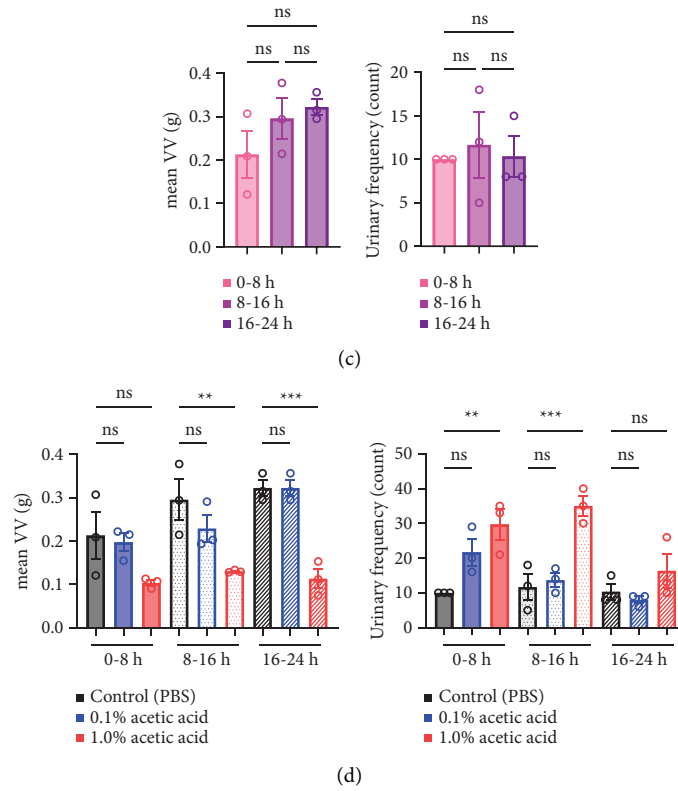 ns
ns
ns ns
ns ns
mean VV (g)
0.4
0.3
0.2
0.1
0.0
Urinary frequency (count)
20
15
10
5
0
0-8 h
8-16 h
16-24 h
0-8 h
8-16 h
16-24 h
(c)
ns ** ***
ns ns ns
mean VV (g)
0.4
0.3
0.2
0.1
0.0
0-8 h 8-16 h 16-24 h
Control (PBS)
0.1% acetic acid
1.0% acetic acid
** *** ns
ns ns ns
Urinary frequency (count)
50
40
30
20
10
0
0-8 h 8-16 h 16-24 h
Control (PBS)
0.1% acetic acid
1.0% acetic acid
(d)